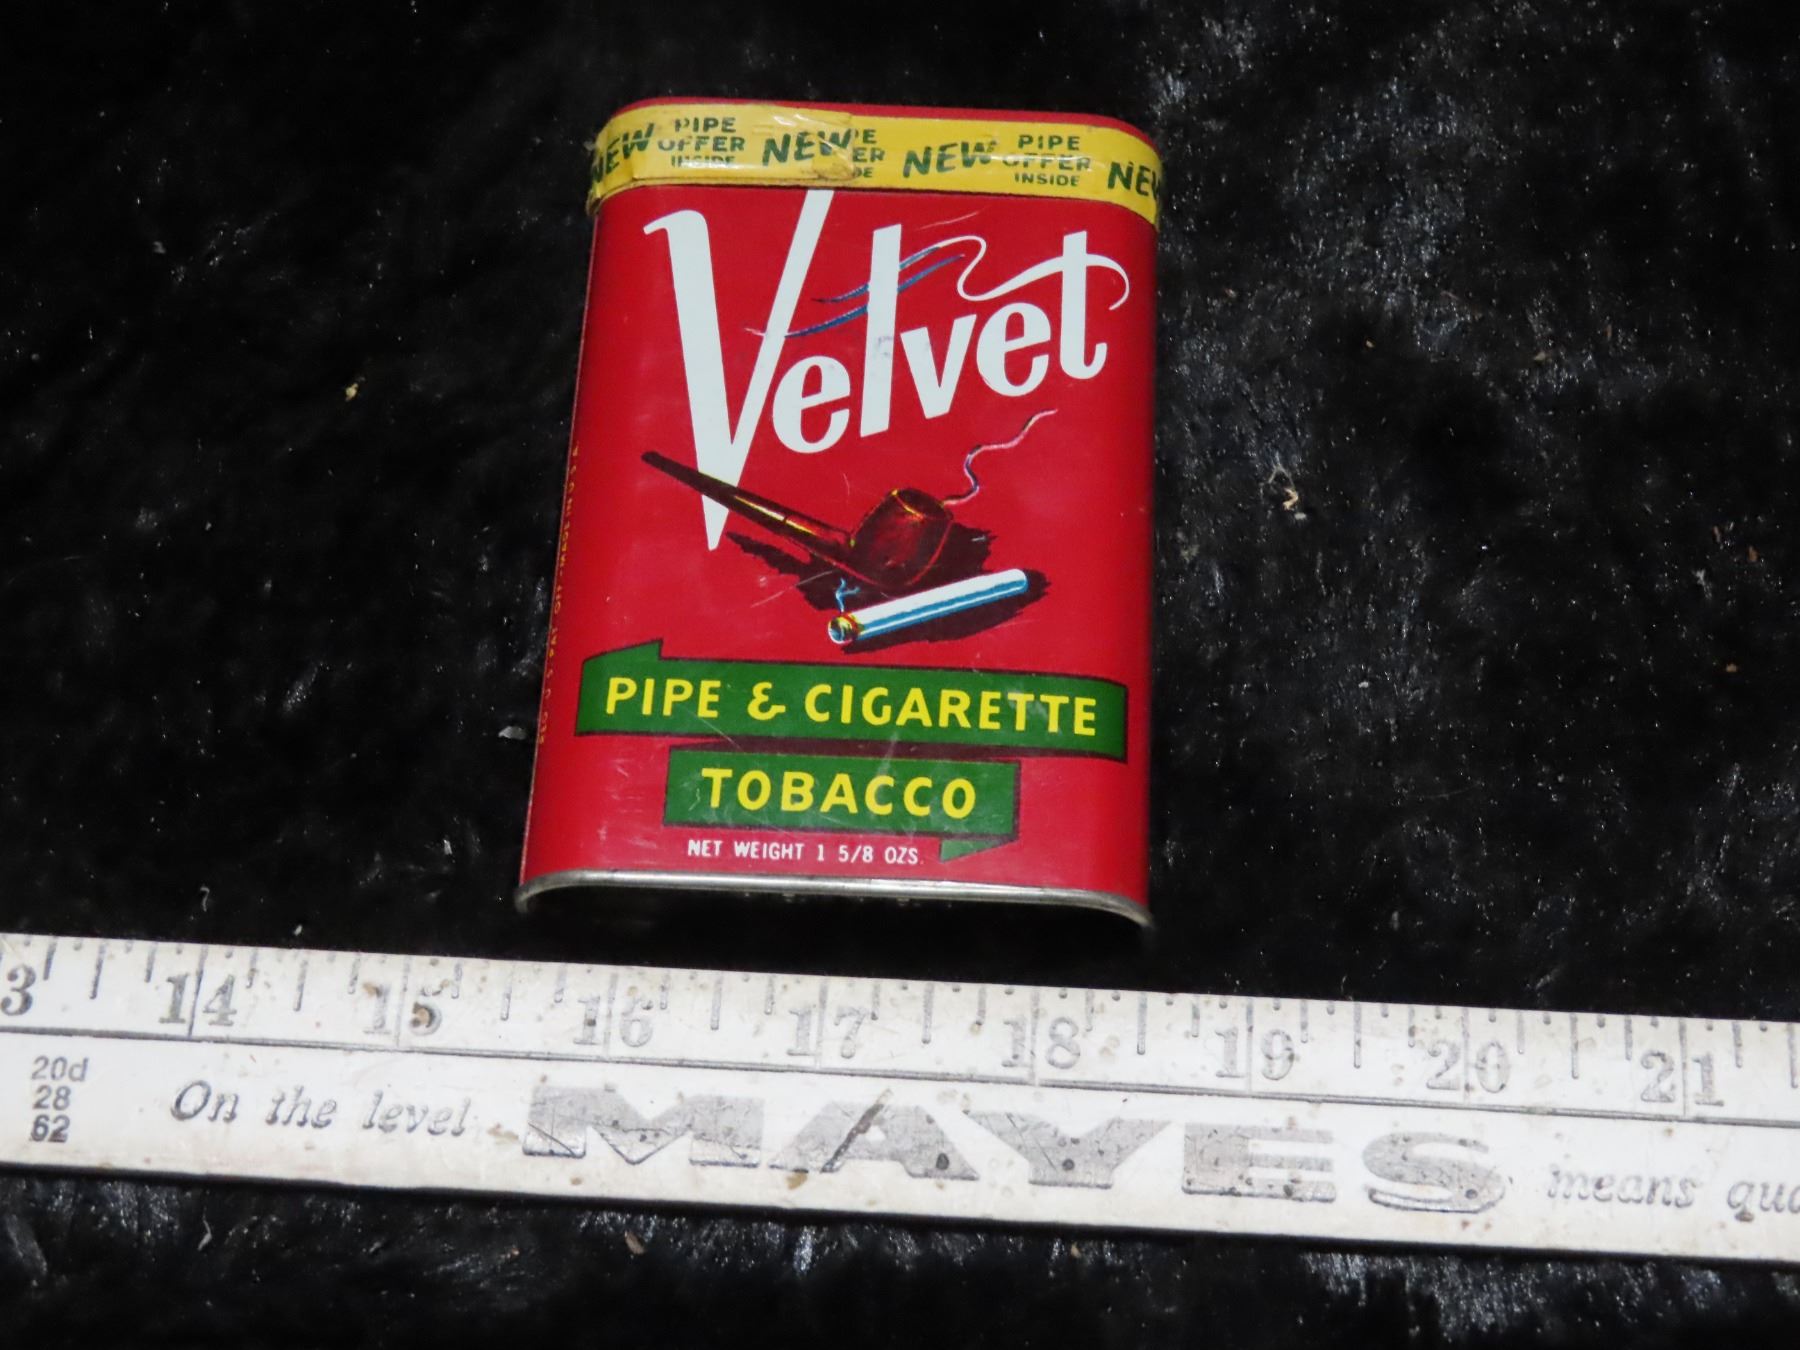 NEW PIPE OFFER INSIDE NEW NEW PIPE OFFER INSIDE NEW
Velvet
PIPE & CIGARETTE
TOBACCO
NET WEIGHT 1 5/8 OZS.
3 14 15 16 17 18 19 20 21
20d
28
62
On the level MAYES means